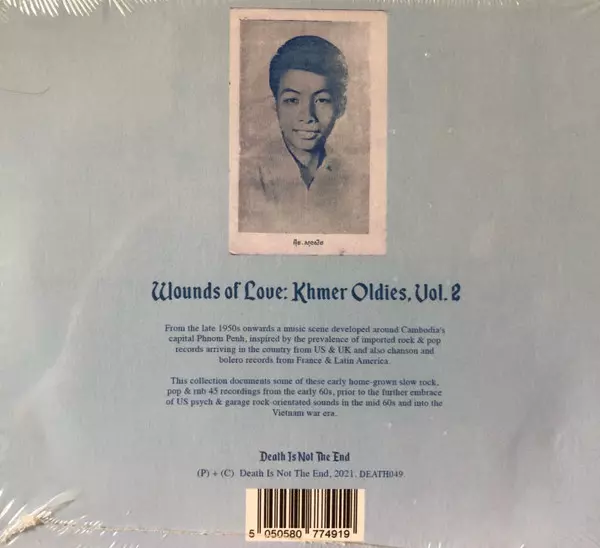 Wounds of Love: Khmer Oldies, Vol. 2
From the late 1950s onwards a music scene developed around Cambodia's
capital Phnom Penh, inspired by the prevalence of imported rock & pop
records arriving in the country from US & UK and also chanson and
bolero records from France & Latin America.
This collection documents some of these early home-grown slow rock,
pop & rnb 45 recordings from the early 60s, prior to the further embrace
of US psych & garage rock-orientated sounds in the mid 60s and into the
Vietnam war era.
Death Is Not The End
(P) + (C) Death Is Not The End, 2021. DEATH049
5 050580 774919